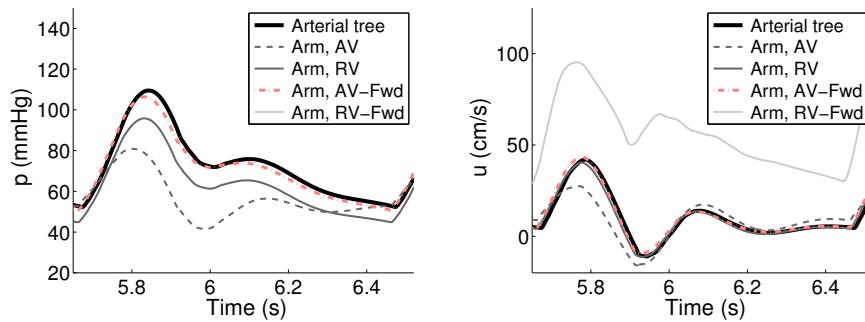 140
120
100
80
60
40
20
p (mmHg)
5.8
6
6.2
6.4
Time (s)
Arterial tree
Arm, AV
Arm, RV
Arm, AV−Fwd
Arm, RV−Fwd
100
50
0
u (cm/s)
5.8
6
6.2
6.4
Time (s)
Arterial tree
Arm, AV
Arm, RV
Arm, AV−Fwd
Arm, RV−Fwd